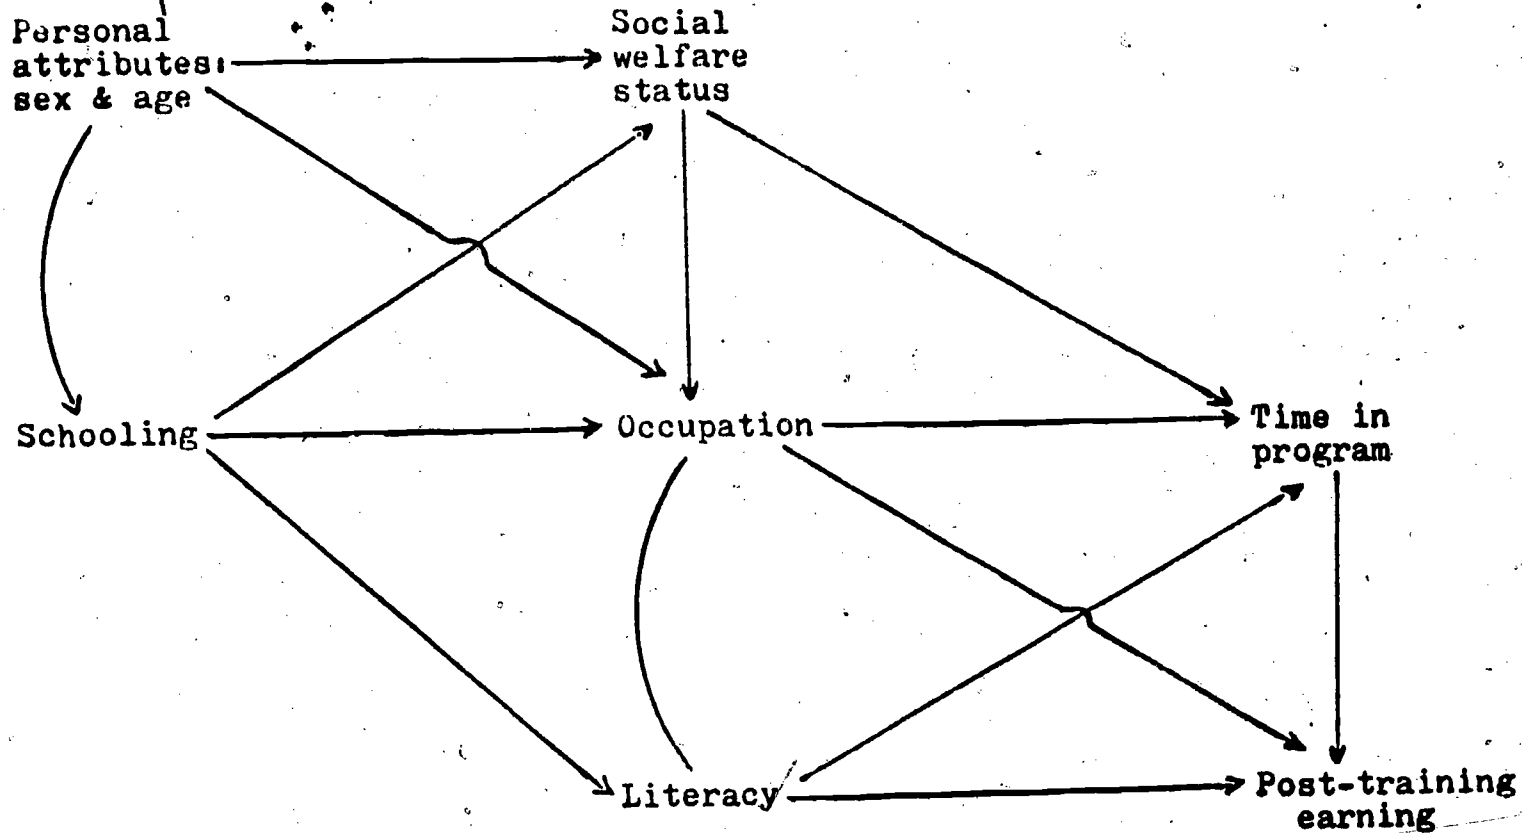 Personal
attributes:
sex & age
Social
welfare
status
Schooling
Occupation
Time in
program
Literacy
Post-training
earning